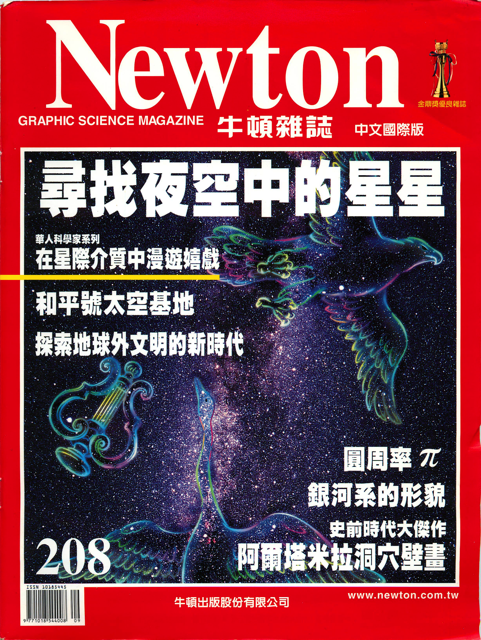 Newton
GRAPHIC SCIENCE MAGAZINE
牛頓雜誌
中文國際版
金鼎獎優良雜誌
尋找夜空中的星星
華人科學家系列
在星際介質中漫遊嬉戲
和平號太空基地
探索地球外文明的新時代
圓周率 π
銀河系的形貌
史前時代大傑作
阿爾塔米拉洞穴壁畫
208
ISSN 10185445
9 771018 544008 09
牛頓出版股份有限公司
www.newton.com.tw